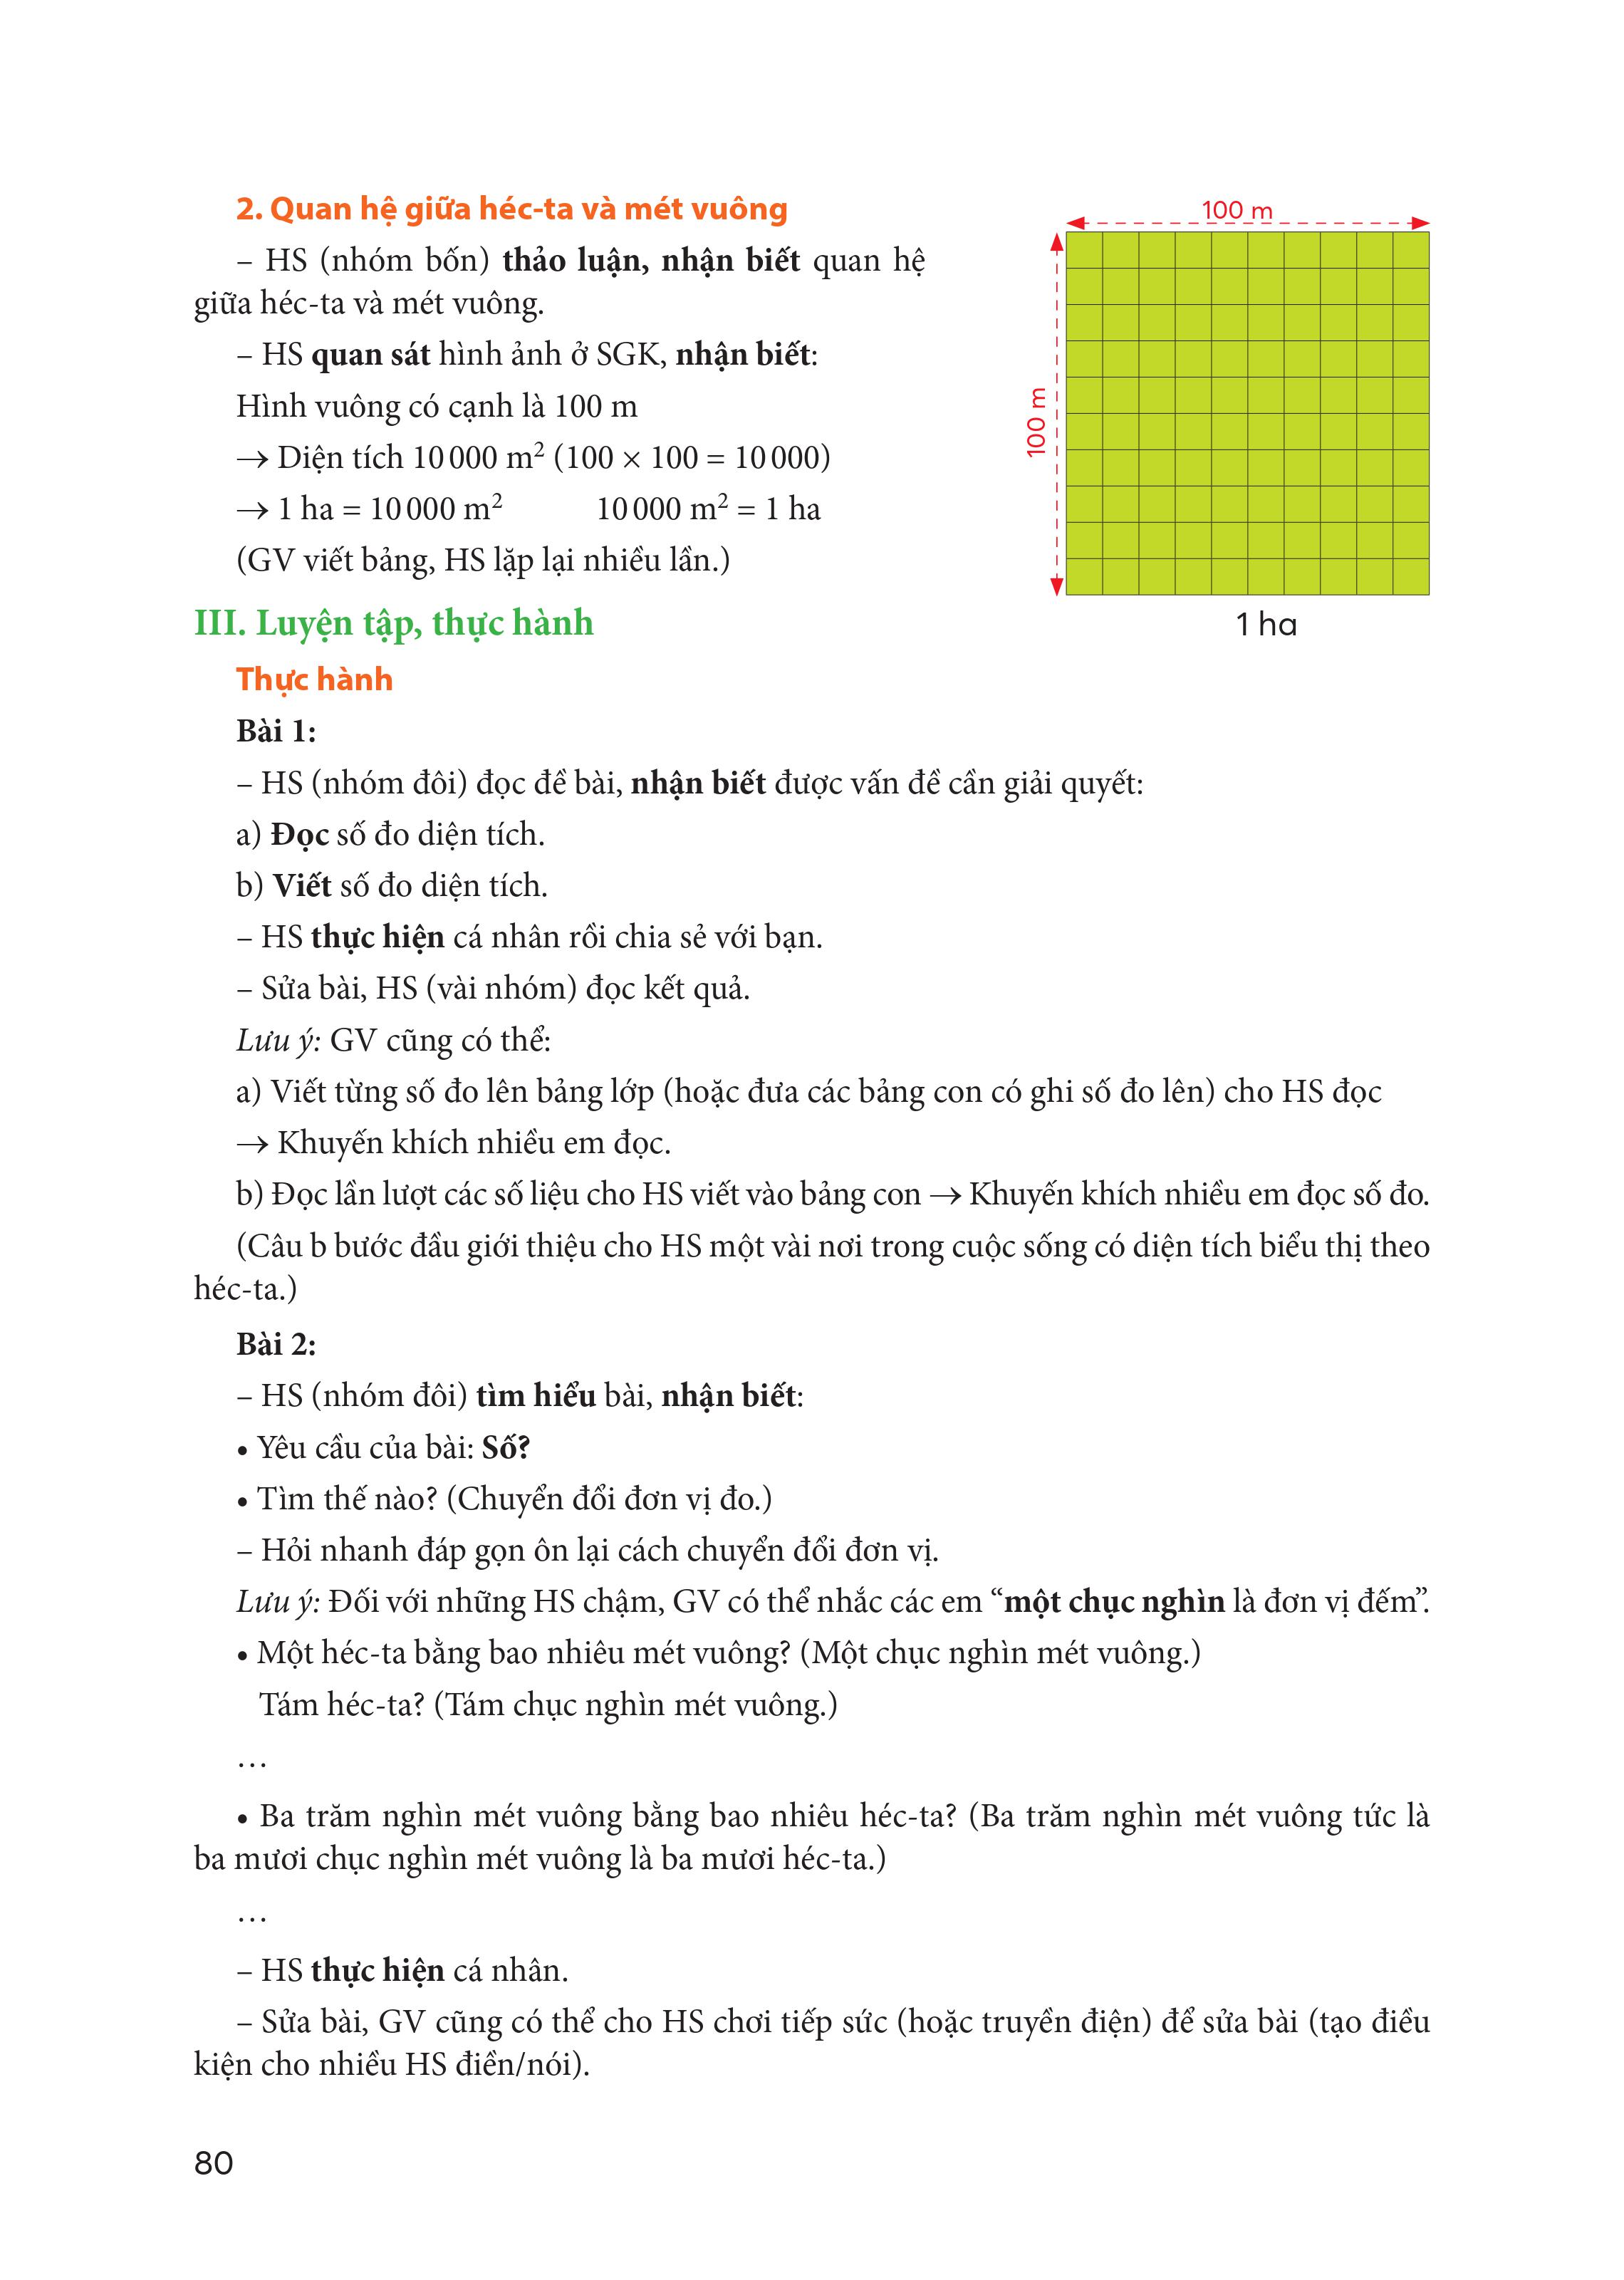 2. Quan hệ giữa héc-ta và mét vuông
– HS (nhóm bốn) thảo luận, nhận biết quan hệ
giữa héc-ta và mét vuông.
– HS quan sát hình ảnh ở SGK, nhận biết:
Hình vuông có cạnh là 100 m
→ Diện tích 10 000 m² (100 × 100 = 10 000)
→ 1 ha = 10 000 m² 10 000 m² = 1 ha
(GV viết bảng, HS lặp lại nhiều lần.)
100 m
100 m
1 ha
III. Luyện tập, thực hành
Thực hành
Bài 1:
– HS (nhóm đôi) đọc đề bài, nhận biết được vấn đề cần giải quyết:
a) Đọc số đo diện tích.
b) Viết số đo diện tích.
– HS thực hiện cá nhân rồi chia sẻ với bạn.
– Sửa bài, HS (vài nhóm) đọc kết quả.
Lưu ý: GV cũng có thể:
a) Viết từng số đo lên bảng lớp (hoặc đưa các bảng con có ghi số đo lên) cho HS đọc
→ Khuyến khích nhiều em đọc.
b) Đọc lần lượt các số liệu cho HS viết vào bảng con → Khuyến khích nhiều em đọc số đo.
(Câu b bước đầu giới thiệu cho HS một vài nơi trong cuộc sống có diện tích biểu thị theo
héc-ta.)
Bài 2:
– HS (nhóm đôi) tìm hiểu bài, nhận biết:
• Yêu cầu của bài: Số?
• Tìm thế nào? (Chuyển đổi đơn vị đo.)
– Hỏi nhanh đáp gọn ôn lại cách chuyển đổi đơn vị.
Lưu ý: Đối với những HS chậm, GV có thể nhắc các em “một chục nghìn là đơn vị đếm”.
• Một héc-ta bằng bao nhiêu mét vuông? (Một chục nghìn mét vuông.)
Tám héc-ta? (Tám chục nghìn mét vuông.)
…
• Ba trăm nghìn mét vuông bằng bao nhiêu héc-ta? (Ba trăm nghìn mét vuông tức là
ba mươi chục nghìn mét vuông là ba mươi héc-ta.)
…
– HS thực hiện cá nhân.
– Sửa bài, GV cũng có thể cho HS chơi tiếp sức (hoặc truyền điện) để sửa bài (tạo điều
kiện cho nhiều HS điền/nói).
80